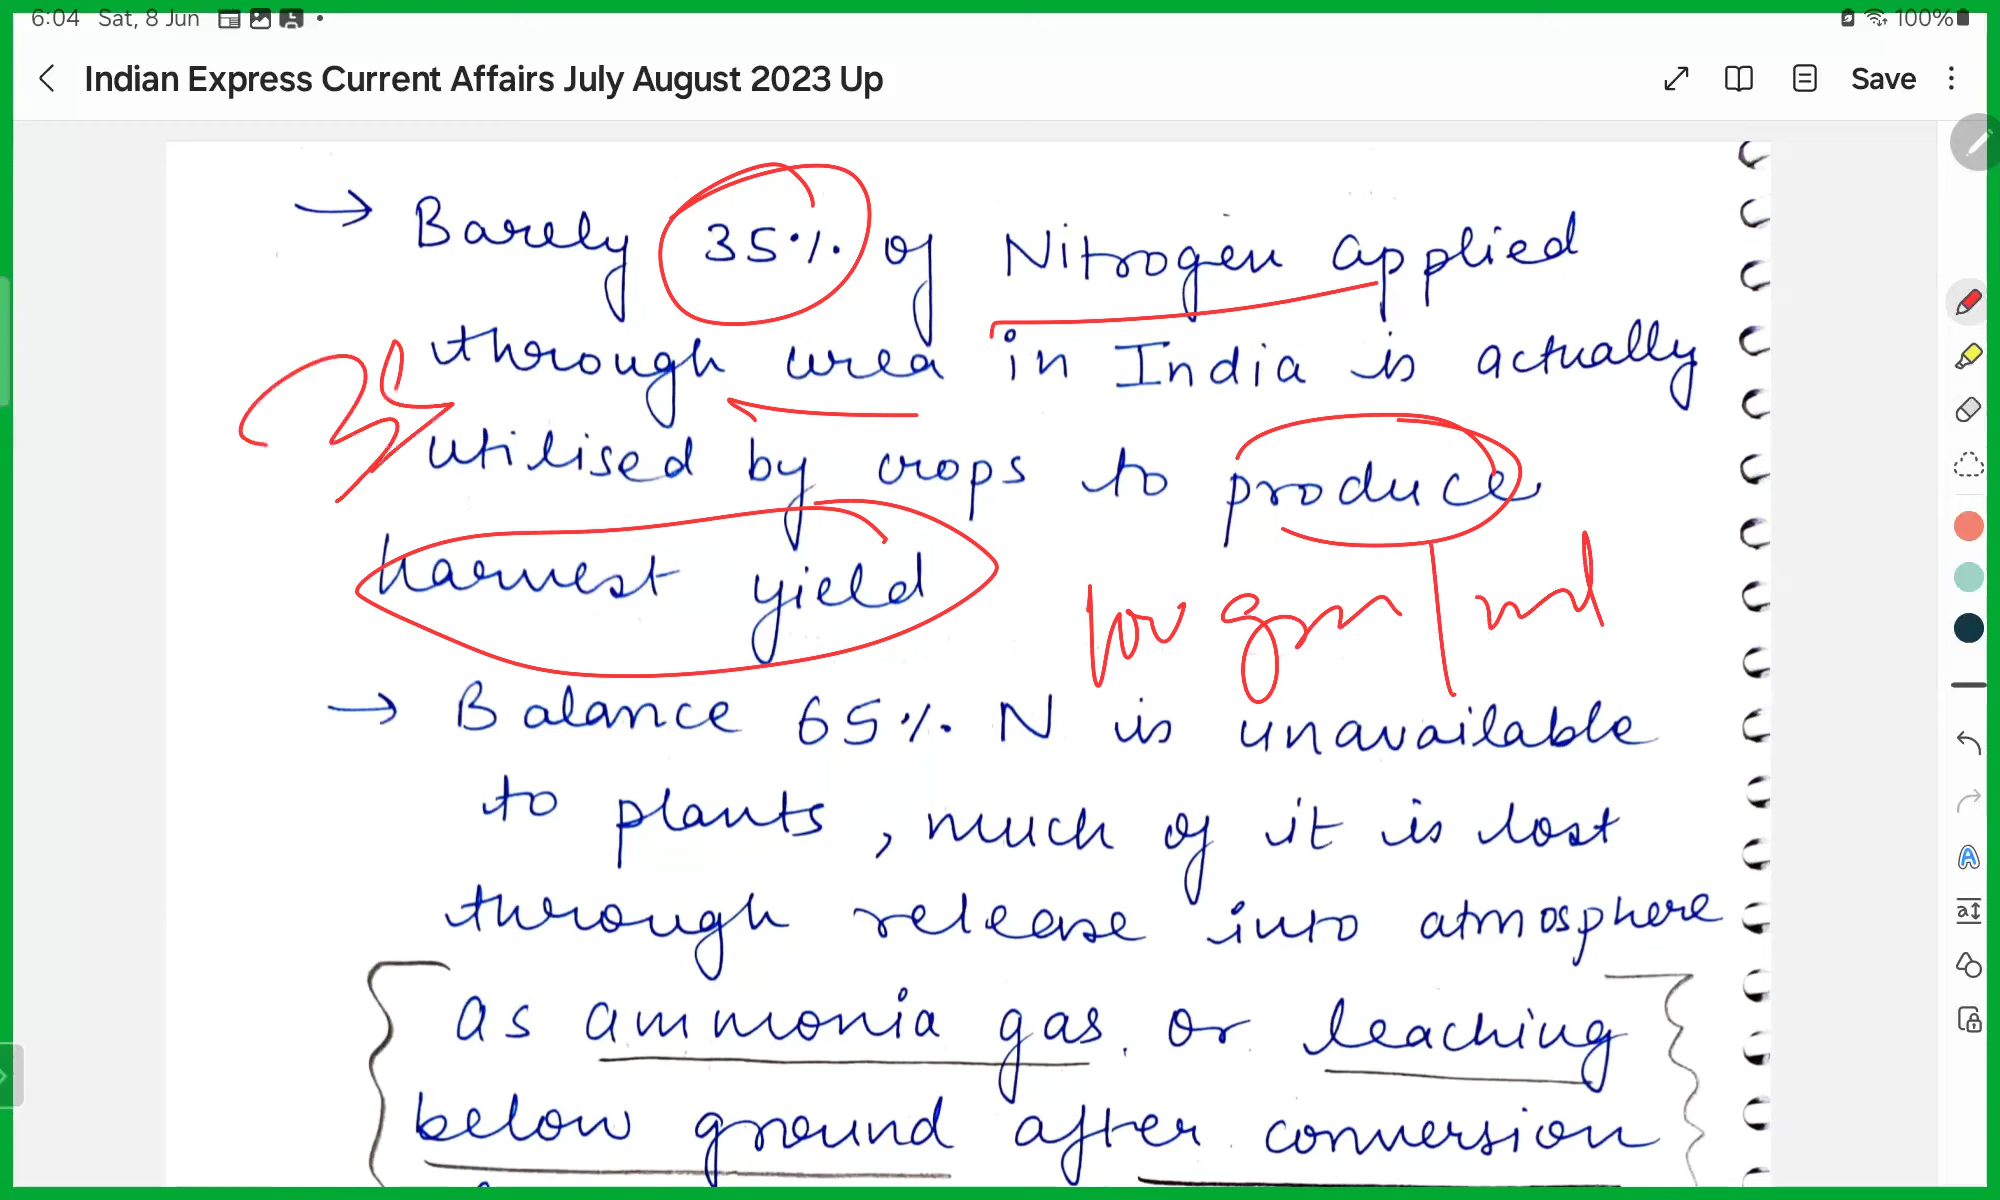 6:04 Sat, 8 Jun
100%
Indian Express Current Affairs July August 2023 Up
Save
→ Barely 35% of Nitrogen applied
through urea in India is actually
35
utilised by crops to produce
harvest yield
→ Balance 65% N is unavailable
to plants, much of it is lost
through release into atmosphere
as ammonia gas. or leaching
below ground after conversion